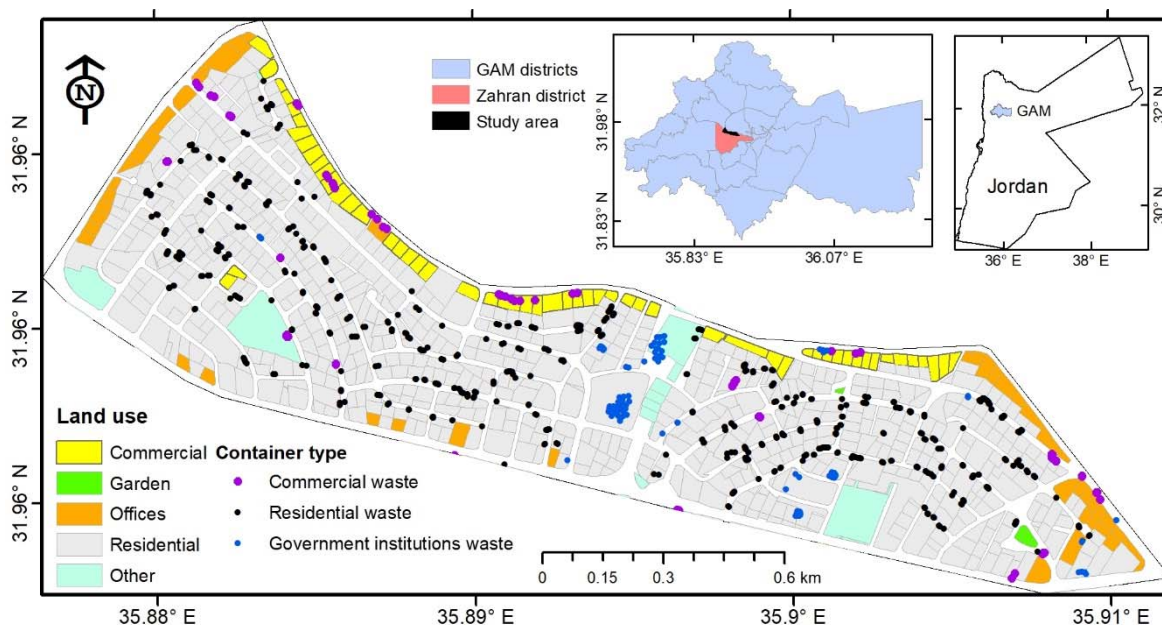 N
GAM districts
Zahran district
Study area
31.98° N
31.83° N
35.83° E
36.07° E
GAM
Jordan
32° N
30° N
36° E
38° E
31.96° N
31.96° N
31.96° N
Land use
Commercial
Garden
Offices
Residential
Other
Container type
Commercial waste
Residential waste
Government institutions waste
0
0.15
0.3
0.6 km
35.88° E
35.89° E
35.9° E
35.91° E